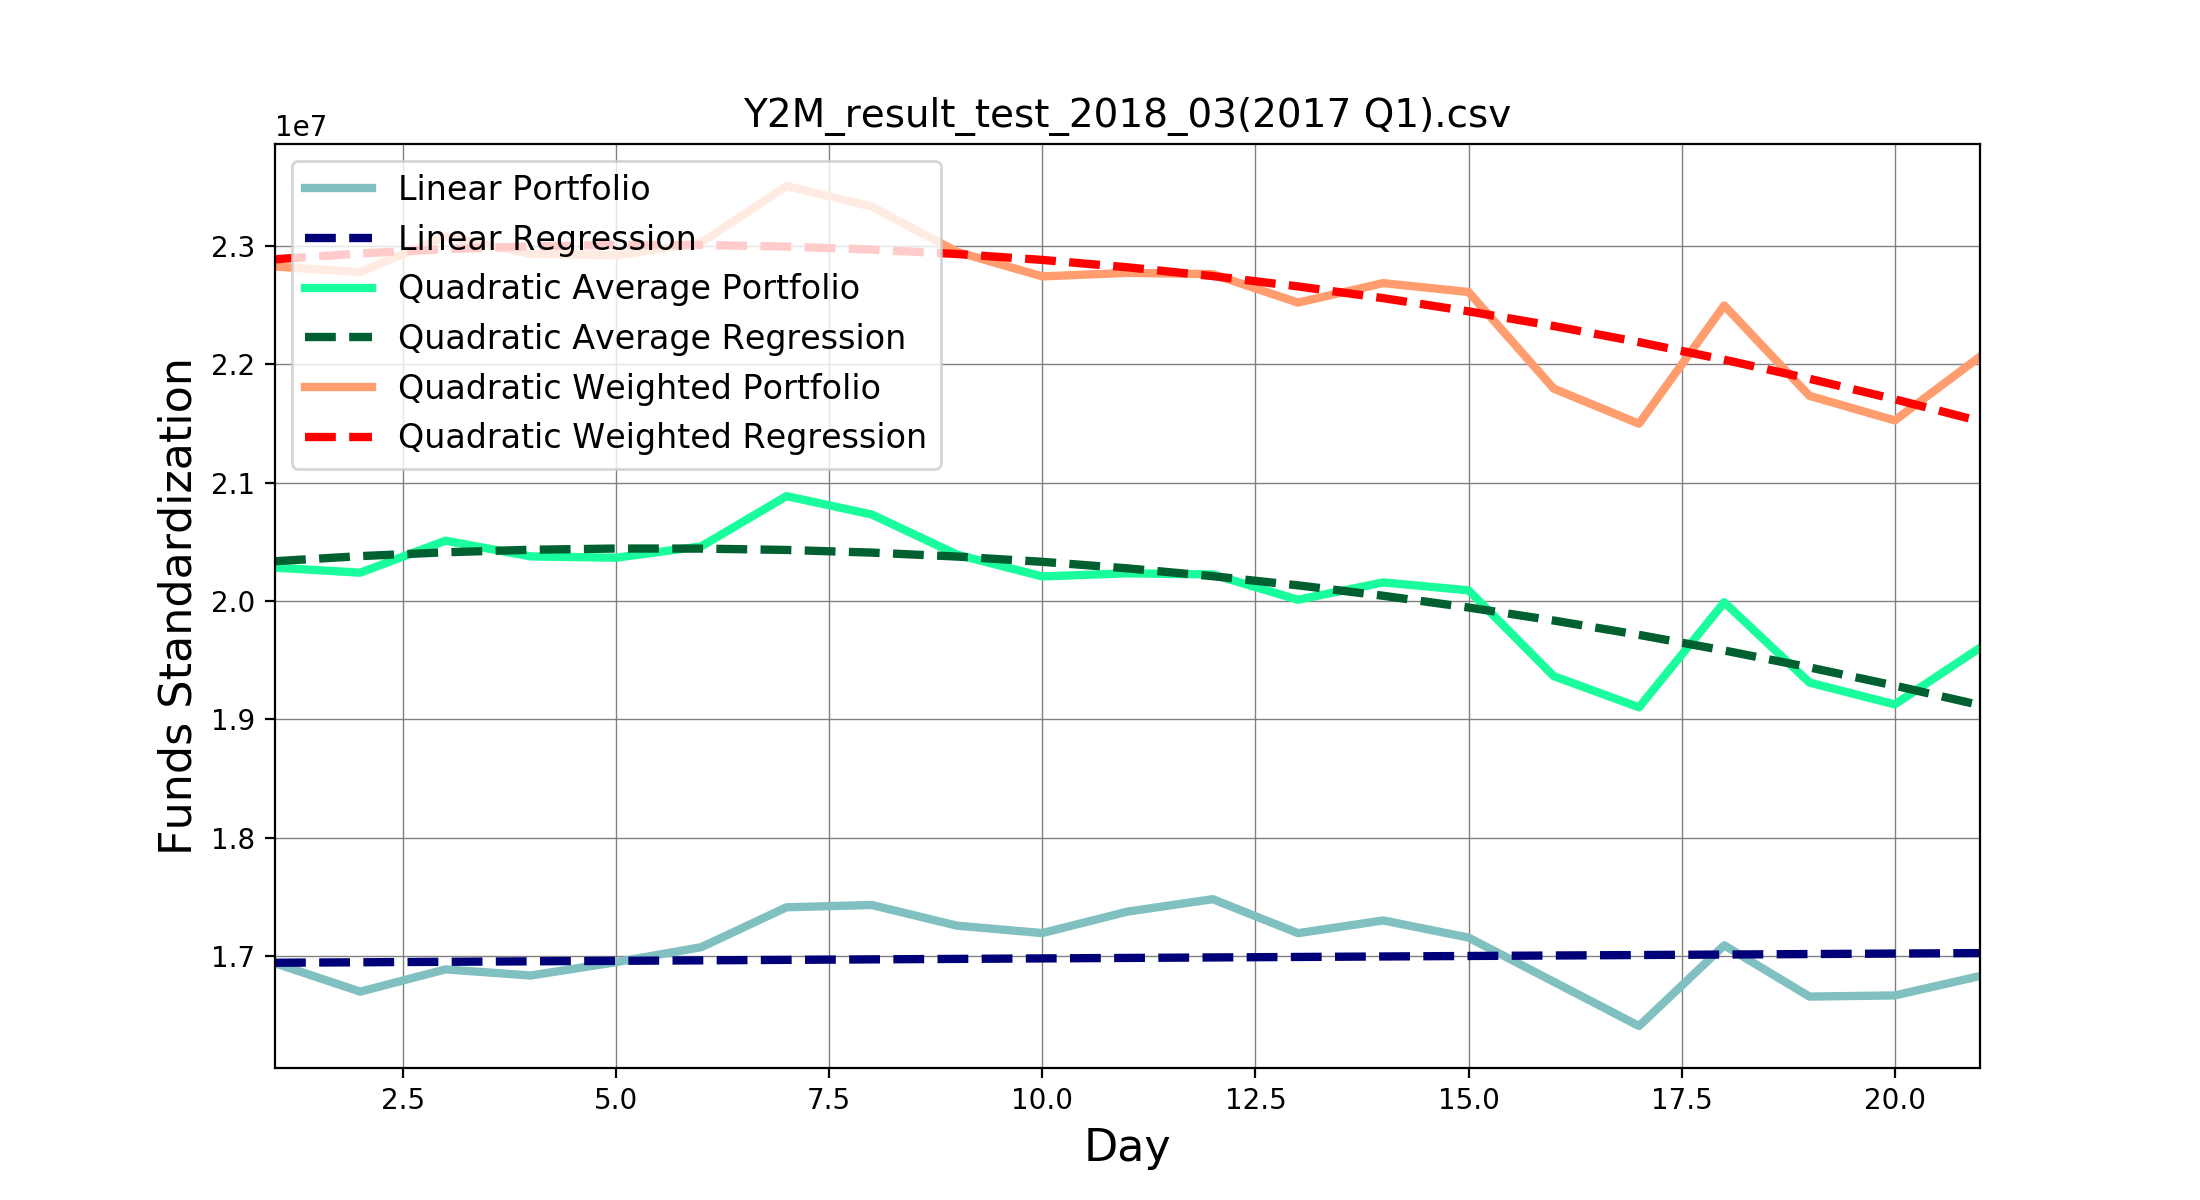 Y2M_result_test_2018_03(2017 Q1).csv
1e7
Linear Portfolio
Linear Regression
Quadratic Average Portfolio
Quadratic Average Regression
Quadratic Weighted Portfolio
Quadratic Weighted Regression
Funds Standardization
2.3
2.2
2.1
2.0
1.9
1.8
1.7
2.5 5.0 7.5 10.0 12.5 15.0 17.5 20.0
Day